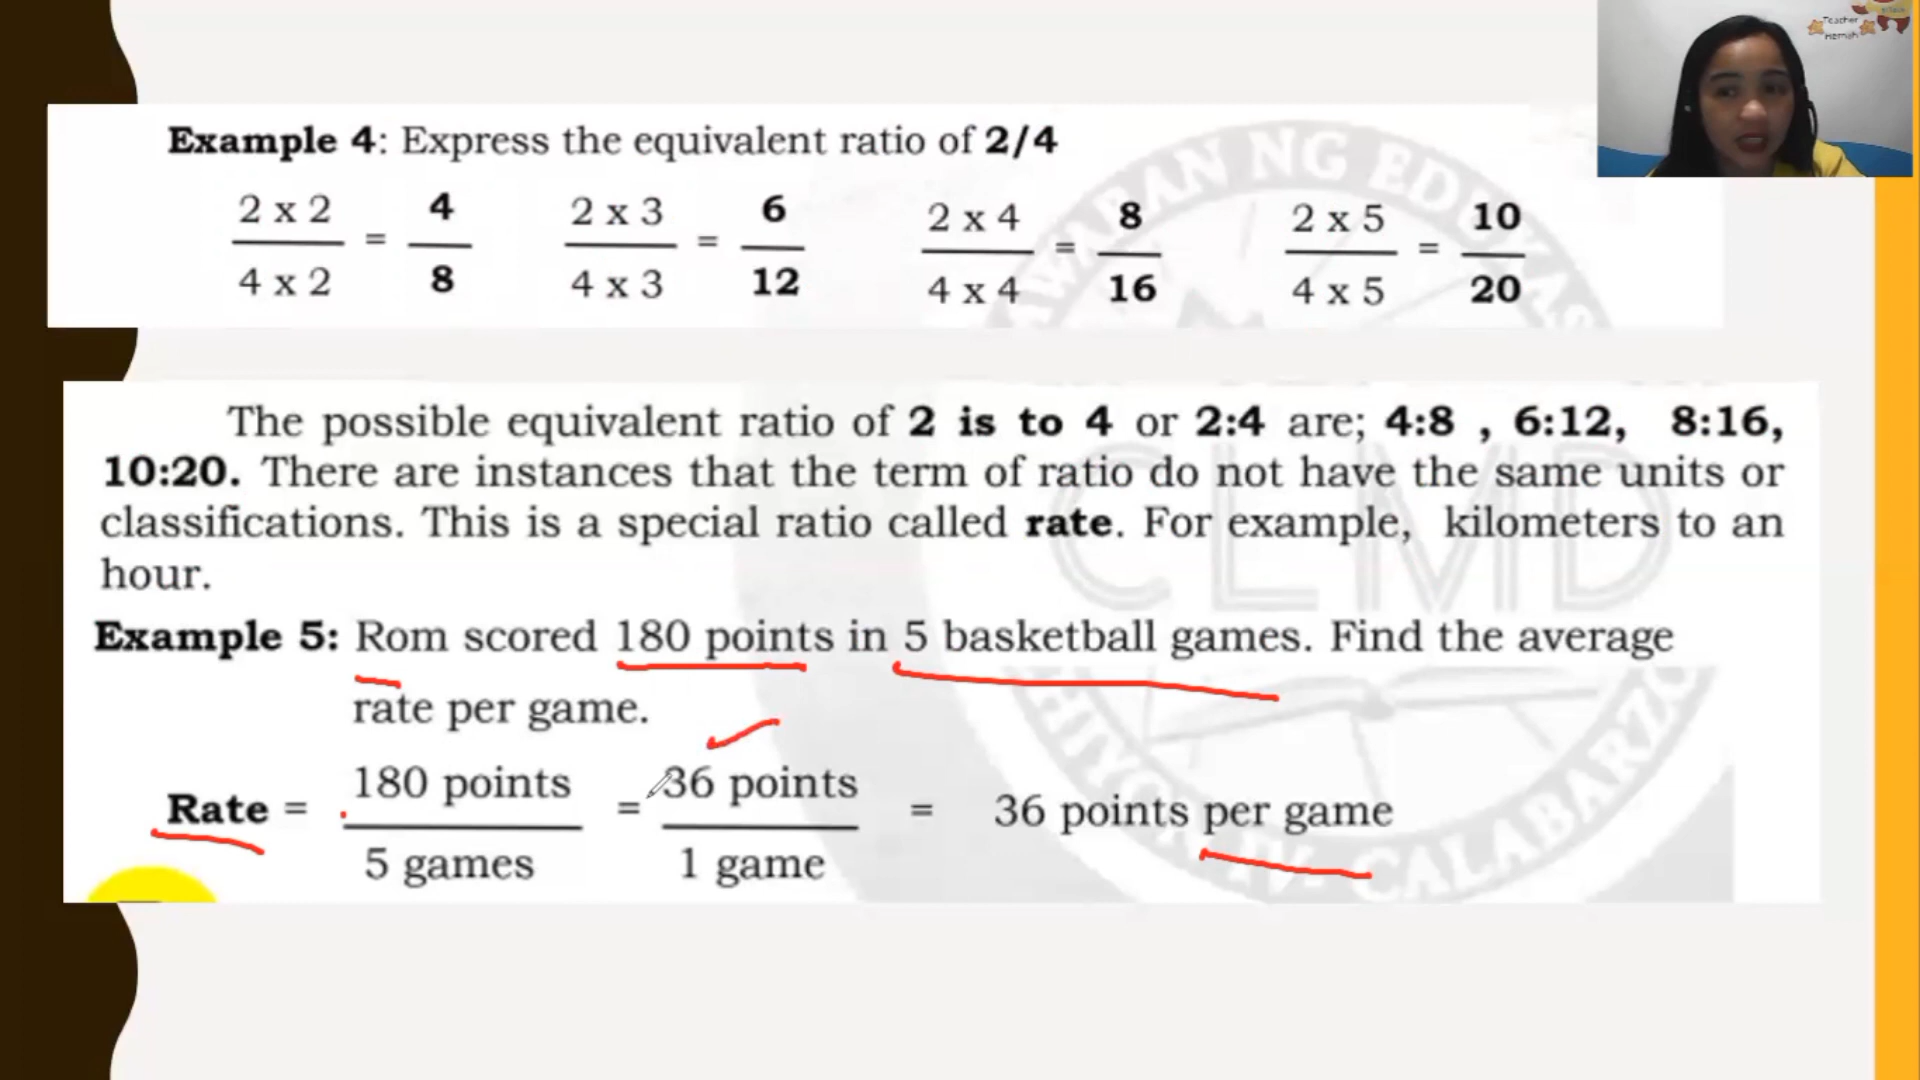 Teacher
Hernah
Example 4: Express the equivalent ratio of 2/4
2 x 2 = 4 2 x 3 = 6 2 x 4 = 8 2 x 5 = 10
4 x 2 8 4 x 3 12 4 x 4 16 4 x 5 20
The possible equivalent ratio of 2 is to 4 or 2:4 are; 4:8 , 6:12, 8:16,
10:20. There are instances that the term of ratio do not have the same units or
classifications. This is a special ratio called rate. For example, kilometers to an
hour.
Example 5: Rom scored 180 points in 5 basketball games. Find the average
rate per game.
Rate = 180 points = 36 points = 36 points per game
5 games 1 game
CLMD
IV. CALABARZO